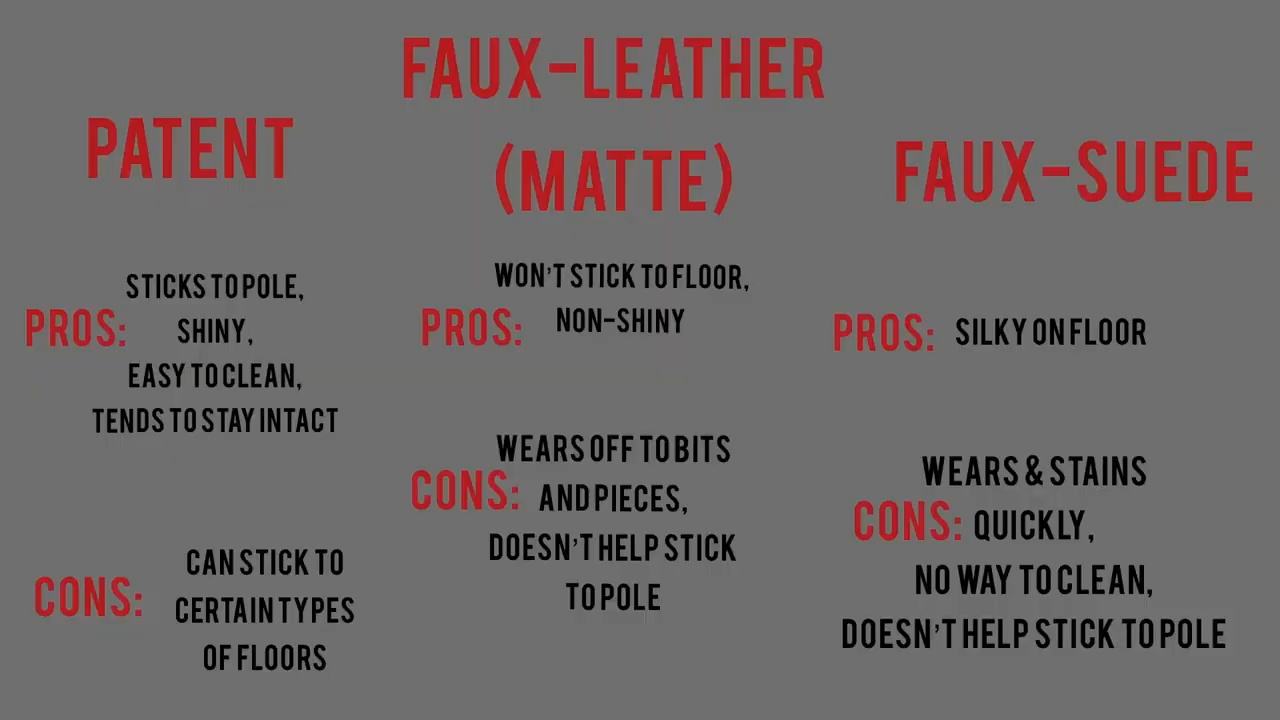 PATENT
PROS:
STICKS TO POLE,
SHINY,
EASY TO CLEAN,
TENDS TO STAY INTACT
CONS:
CAN STICK TO
CERTAIN TYPES
OF FLOORS
FAUX-LEATHER
(MATTE)
PROS:
WON'T STICK TO FLOOR,
NON-SHINY
CONS:
WEARS OFF TO BITS
AND PIECES,
DOESN'T HELP STICK
TO POLE
FAUX-SUEDE
PROS: SILKY ON FLOOR
CONS:
WEARS & STAINS
QUICKLY,
NO WAY TO CLEAN,
DOESN'T HELP STICK TO POLE